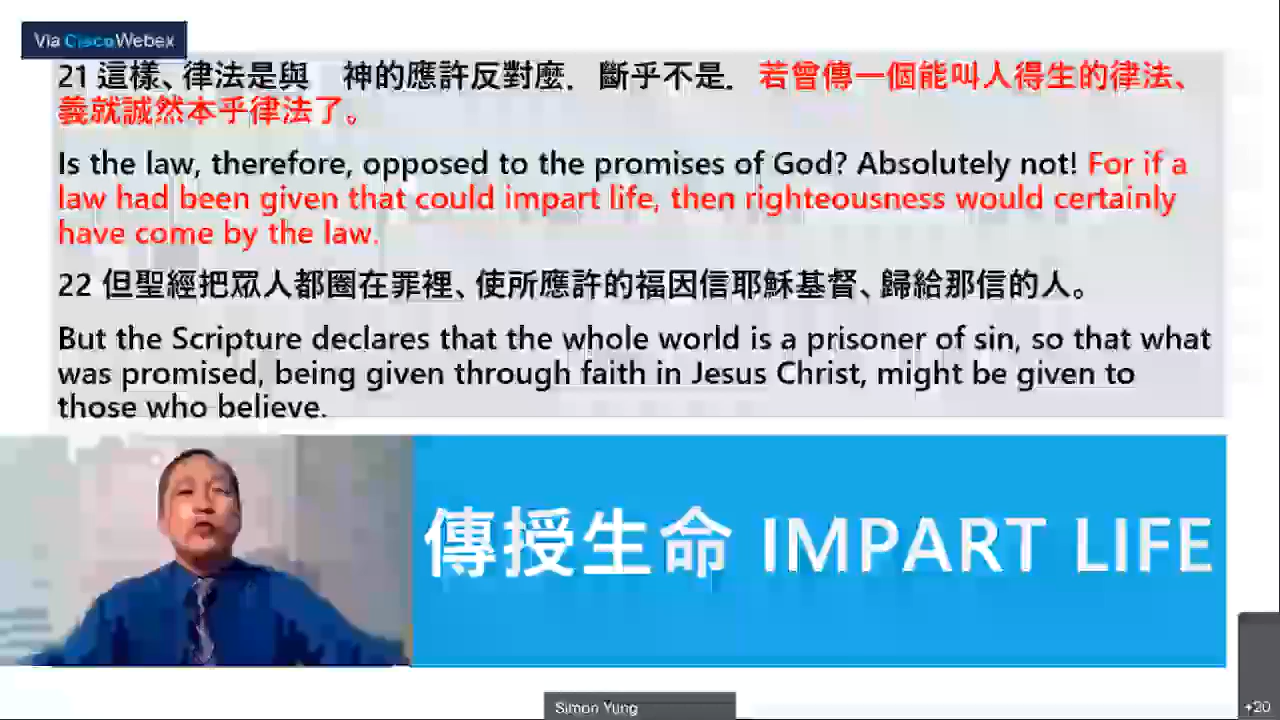 Via Cisco Webex
21 這樣、律法是與　神的應許反對麼．斷乎不是．若曾傳一個能叫人得生的律法、
義就誠然本乎律法了。
Is the law, therefore, opposed to the promises of God? Absolutely not! For if a
law had been given that could impart life, then righteousness would certainly
have come by the law.
22 但聖經把眾人都圈在罪裡、使所應許的福因信耶穌基督、歸給那信的人。
But the Scripture declares that the whole world is a prisoner of sin, so that what
was promised, being given through faith in Jesus Christ, might be given to
those who believe.
傳授生命 IMPART LIFE
Simon Yung
+20